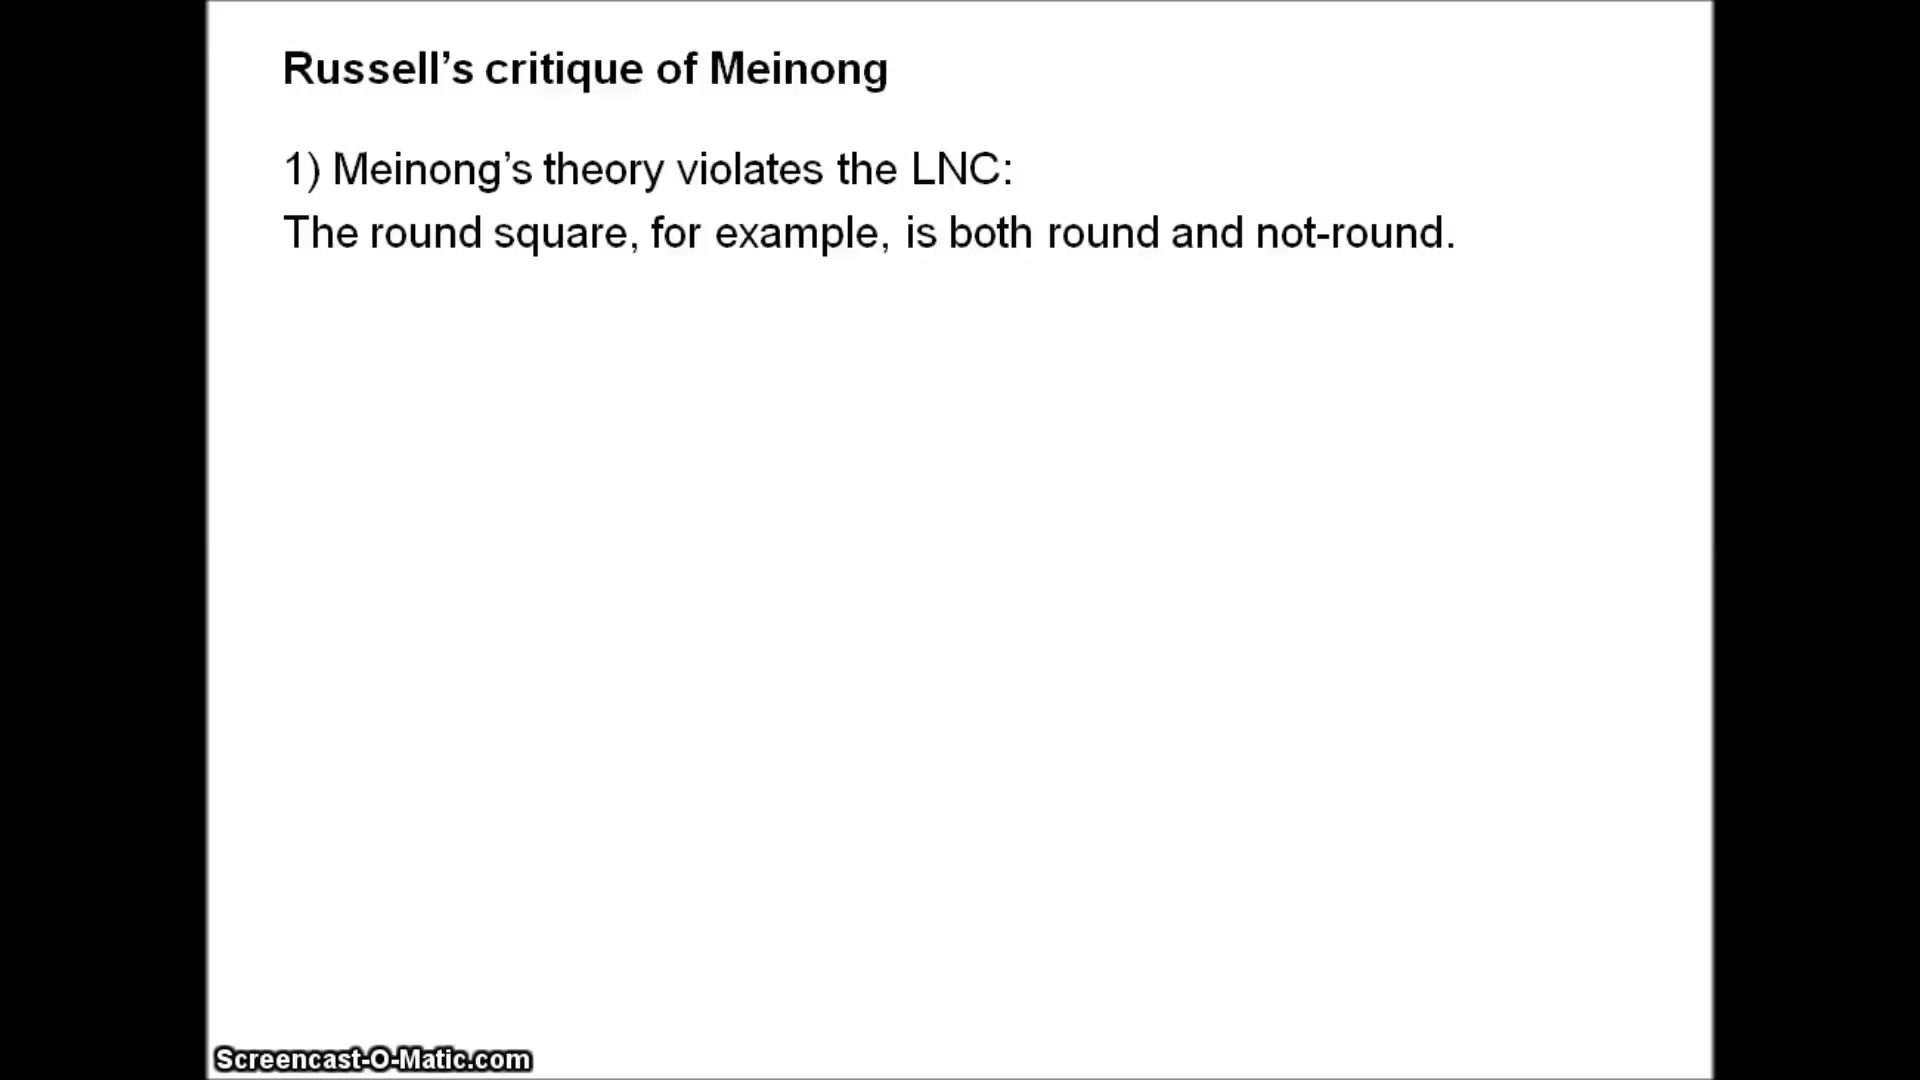 Russell’s critique of Meinong
1) Meinong’s theory violates the LNC:
The round square, for example, is both round and not-round.
Screencast-O-Matic.com